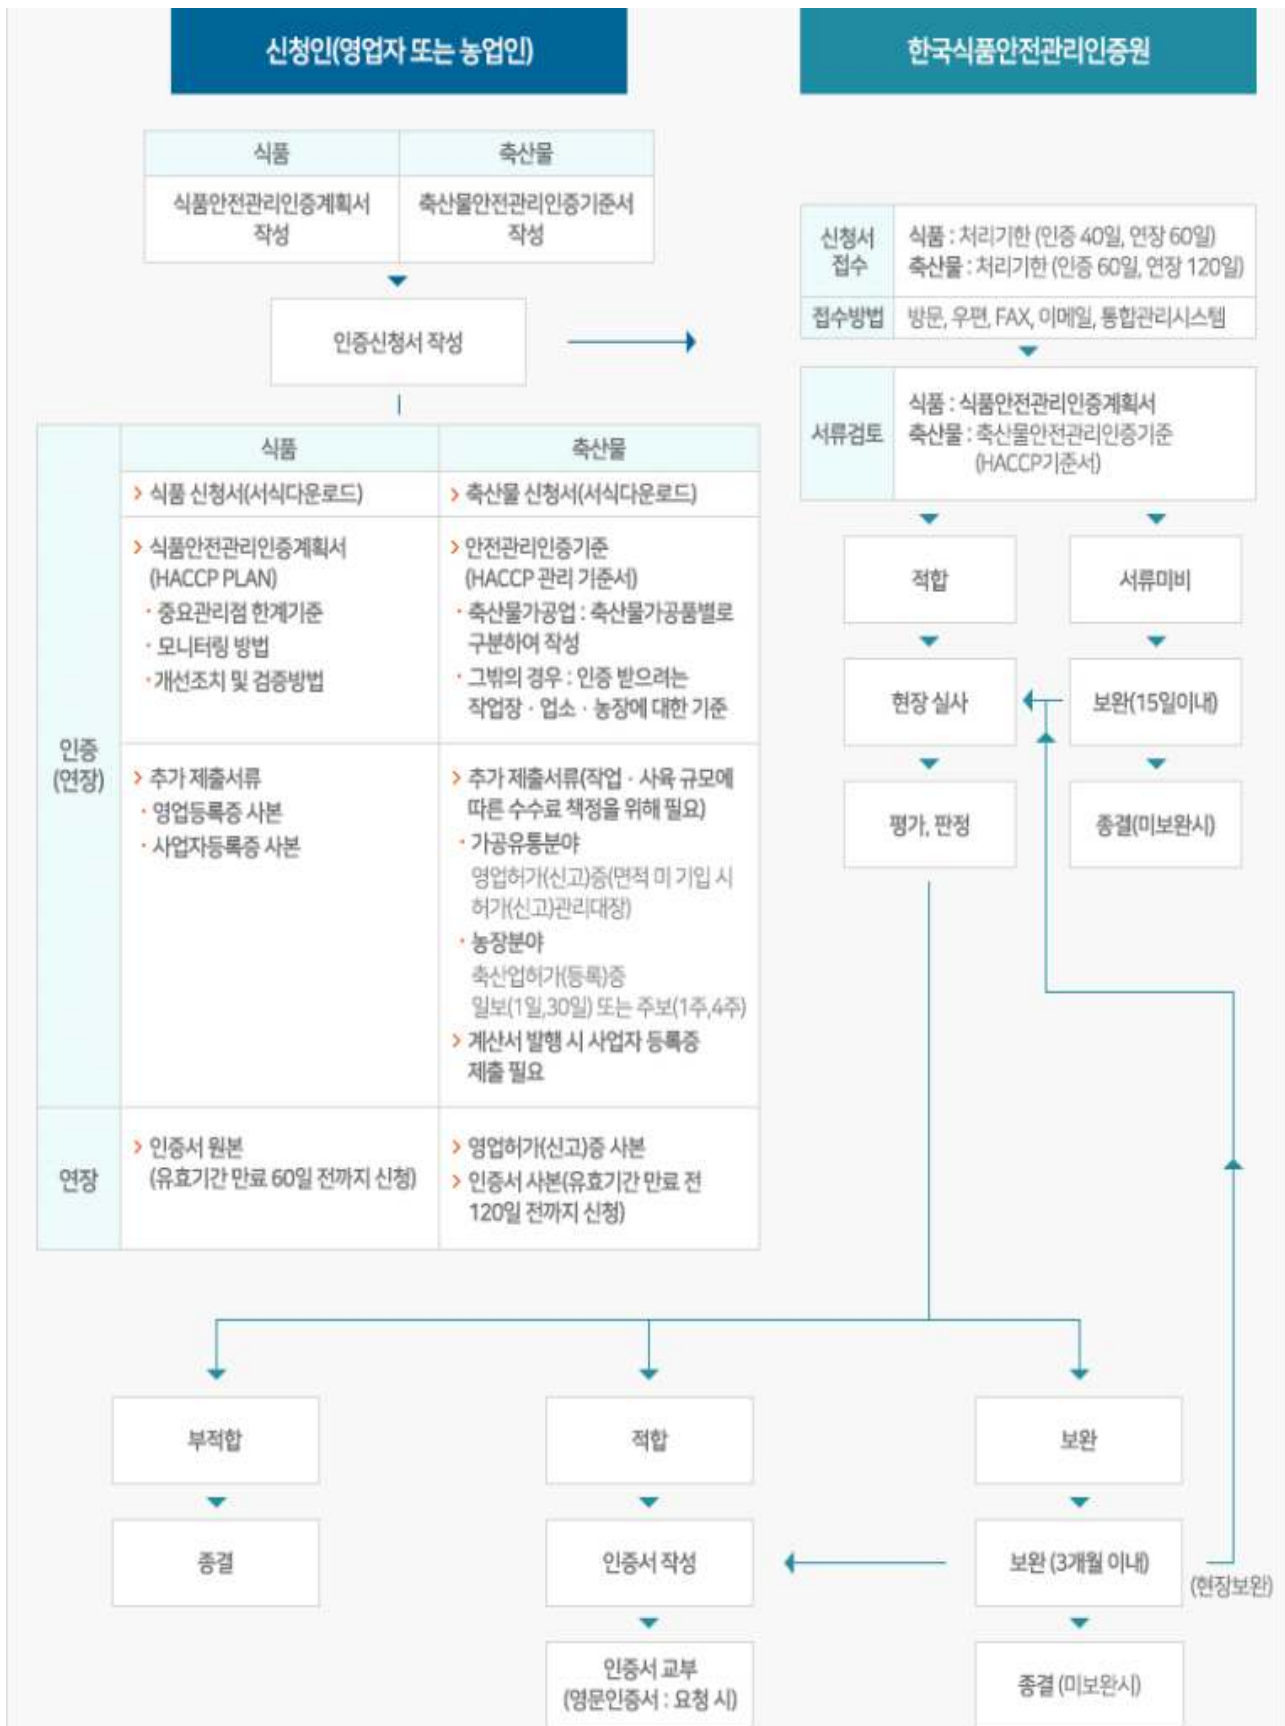 신청인(영업자 또는 농업인)
한국식품안전관리인증원
식품
축산물
식품안전관리인증계획서
작성
축산물안전관리인증기준서
작성
인증신청서 작성
신청서
접수
식품 : 처리기한 (인증 40일, 연장 60일)
축산물 : 처리기한 (인증 60일, 연장 120일)
접수방법
방문, 우편, FAX, 이메일, 통합관리시스템
서류검토
식품 : 식품안전관리인증계획서
축산물 : 축산물안전관리인증기준
(HACCP기준서)
적합
서류미비
현장 실사
보완(15일이내)
평가, 판정
종결(미보완시)
식품
축산물
인증
(연장)
> 식품 신청서(서식다운로드)
> 축산물 신청서(서식다운로드)
> 식품안전관리인증계획서
(HACCP PLAN)
· 중요관리점 한계기준
· 모니터링 방법
· 개선조치 및 검증방법
> 안전관리인증기준
(HACCP 관리 기준서)
· 축산물가공업 : 축산물가공품별로
구분하여 작성
· 그밖의 경우 : 인증 받으려는
작업장 · 업소 · 농장에 대한 기준
> 추가 제출서류
· 영업등록증 사본
· 사업자등록증 사본
> 추가 제출서류(작업 · 사육 규모에
따른 수수료 책정을 위해 필요)
· 가공유통분야
영업허가(신고)증(면적 미 기입 시
허가(신고)관리대장)
· 농장분야
축산업허가(등록)증
일보(1일,30일) 또는 주보(1주,4주)
> 계산서 발행 시 사업자 등록증
제출 필요
연장
> 인증서 원본
(유효기간 만료 60일 전까지 신청)
> 영업허가(신고)증 사본
> 인증서 사본(유효기간 만료 전
120일 전까지 신청)
부적합
적합
보완
종결
인증서 작성
보완 (3개월 이내)
(현장보완)
인증서 교부
(영문인증서 : 요청 시)
종결 (미보완시)